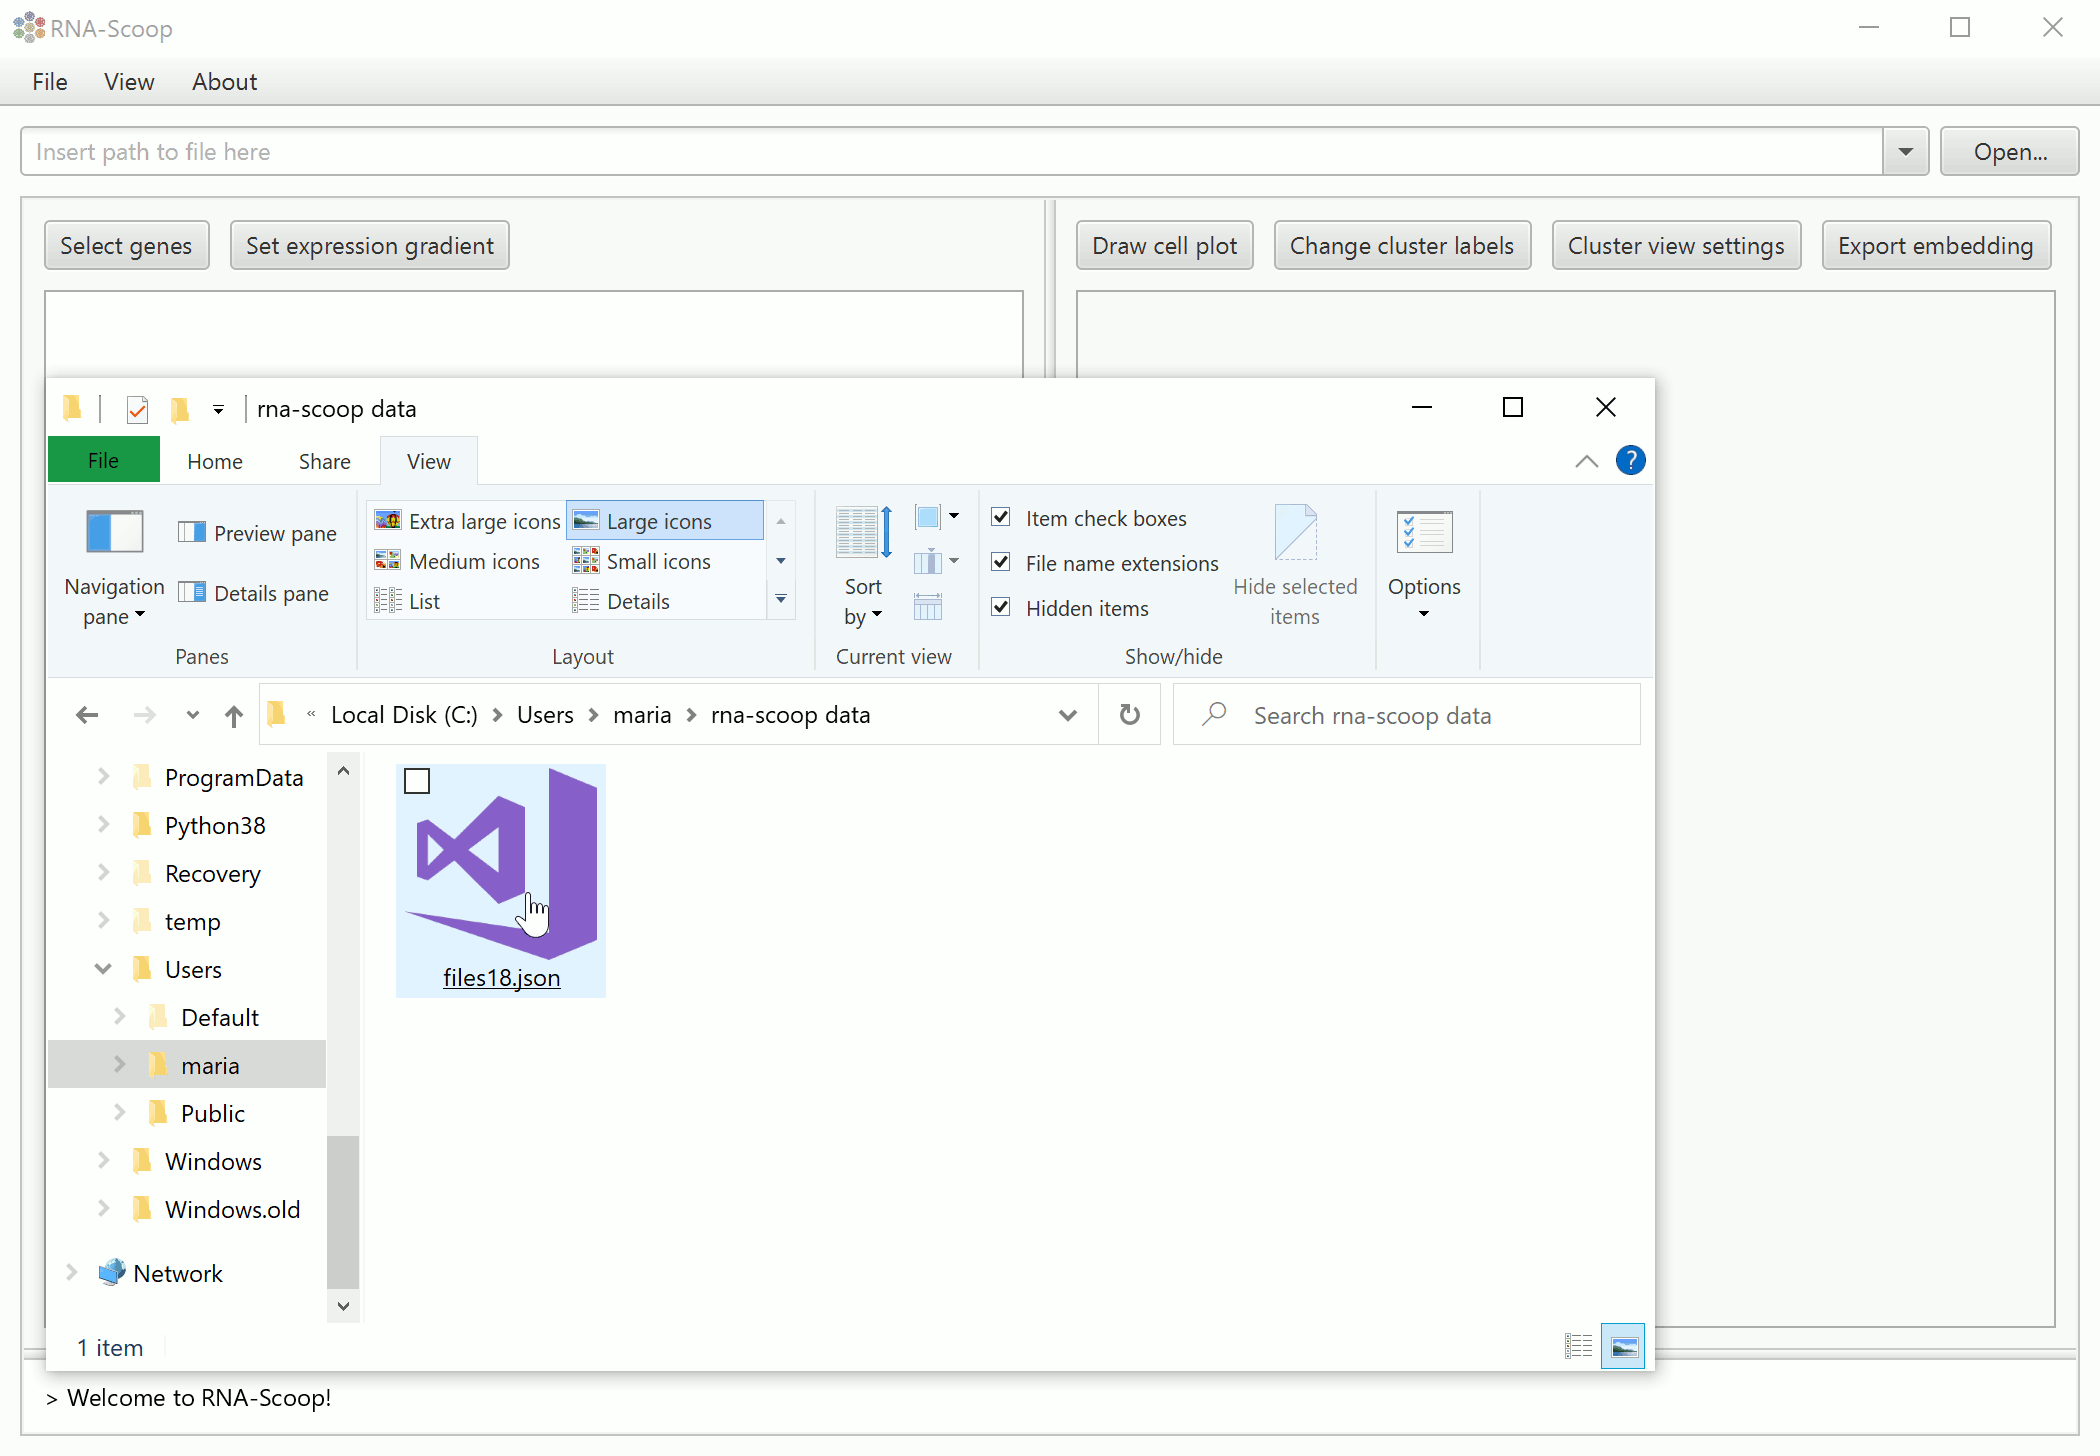 RNA-Scoop
File View About
Insert path to file here
Open...
Select genes Set expression gradient
Draw cell plot Change cluster labels Cluster view settings Export embedding
rna-scoop data
File Home Share View
?
Navigation pane
Preview pane
Details pane
Panes
Extra large icons Large icons
Medium icons Small icons
List Details
Layout
Sort by
Current view
Item check boxes
File name extensions
Hidden items
Hide selected items
Show/hide
Options
« Local Disk (C:) > Users > maria > rna-scoop data
Search rna-scoop data
ProgramData
Python38
Recovery
temp
Users
Default
maria
Public
Windows
Windows.old
Network
files18.json
1 item
> Welcome to RNA-Scoop!